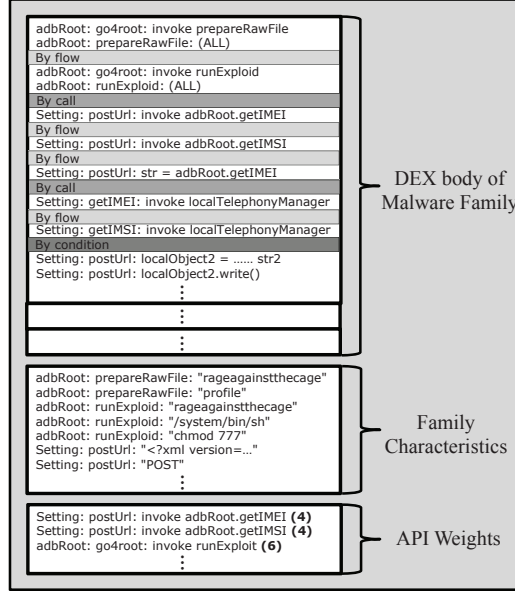 adbRoot: go4root: invoke prepareRawFile
adbRoot: prepareRawFile: (ALL)
By flow
adbRoot: go4root: invoke runExploid
adbRoot: runExploid: (ALL)
By call
Setting: postUrl: invoke adbRoot.getIMEI
By flow
Setting: postUrl: invoke adbRoot.getIMSI
By flow
Setting: postUrl: str = adbRoot.getIMEI
By call
Setting: getIMEI: invoke localTelephonyManager
By flow
Setting: getIMSI: invoke localTelephonyManager
By condition
Setting: postUrl: localObject2 = ...... str2
Setting: postUrl: localObject2.write()
⋮
⋮
⋮
DEX body of
Malware Family
adbRoot: prepareRawFile: "rageagainstthecage"
adbRoot: prepareRawFile: "profile"
adbRoot: runExploid: "rageagainstthecage"
adbRoot: runExploid: "/system/bin/sh"
adbRoot: runExploid: "chmod 777"
Setting: postUrl: "<?xml version=…"
Setting: postUrl: "POST"
⋮
Family
Characteristics
Setting: postUrl: invoke adbRoot.getIMEI (4)
Setting: postUrl: invoke adbRoot.getIMSI (4)
adbRoot: go4root: invoke runExploit (6)
⋮
API Weights